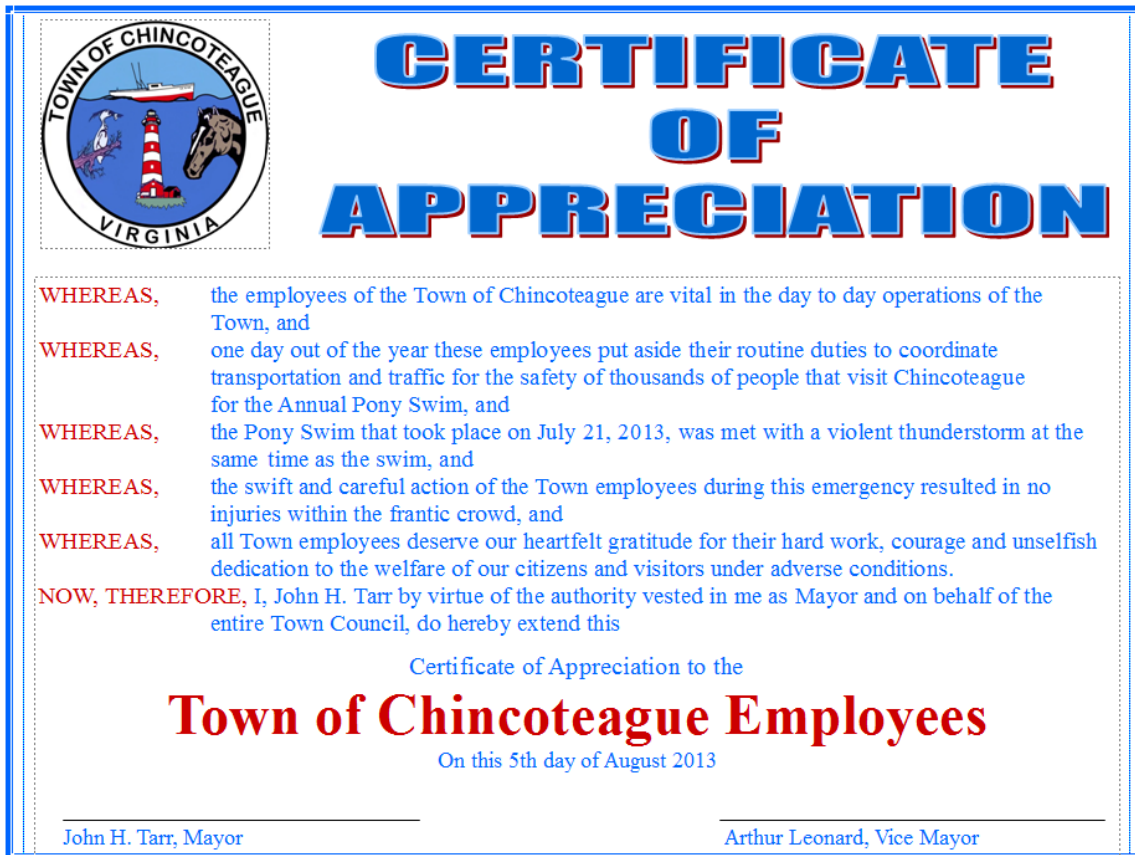 TOWN OF CHINCOTEAGUE
VIRGINIA
CERTIFICATE
OF
APPRECIATION
WHEREAS, the employees of the Town of Chincoteague are vital in the day to day operations of the
Town, and
WHEREAS, one day out of the year these employees put aside their routine duties to coordinate
transportation and traffic for the safety of thousands of people that visit Chincoteague
for the Annual Pony Swim, and
WHEREAS, the Pony Swim that took place on July 21, 2013, was met with a violent thunderstorm at the
same time as the swim, and
WHEREAS, the swift and careful action of the Town employees during this emergency resulted in no
injuries within the frantic crowd, and
WHEREAS, all Town employees deserve our heartfelt gratitude for their hard work, courage and unselfish
dedication to the welfare of our citizens and visitors under adverse conditions.
NOW, THEREFORE, I, John H. Tarr by virtue of the authority vested in me as Mayor and on behalf of the
entire Town Council, do hereby extend this
Certificate of Appreciation to the
Town of Chincoteague Employees
On this 5th day of August 2013
John H. Tarr, Mayor
Arthur Leonard, Vice Mayor